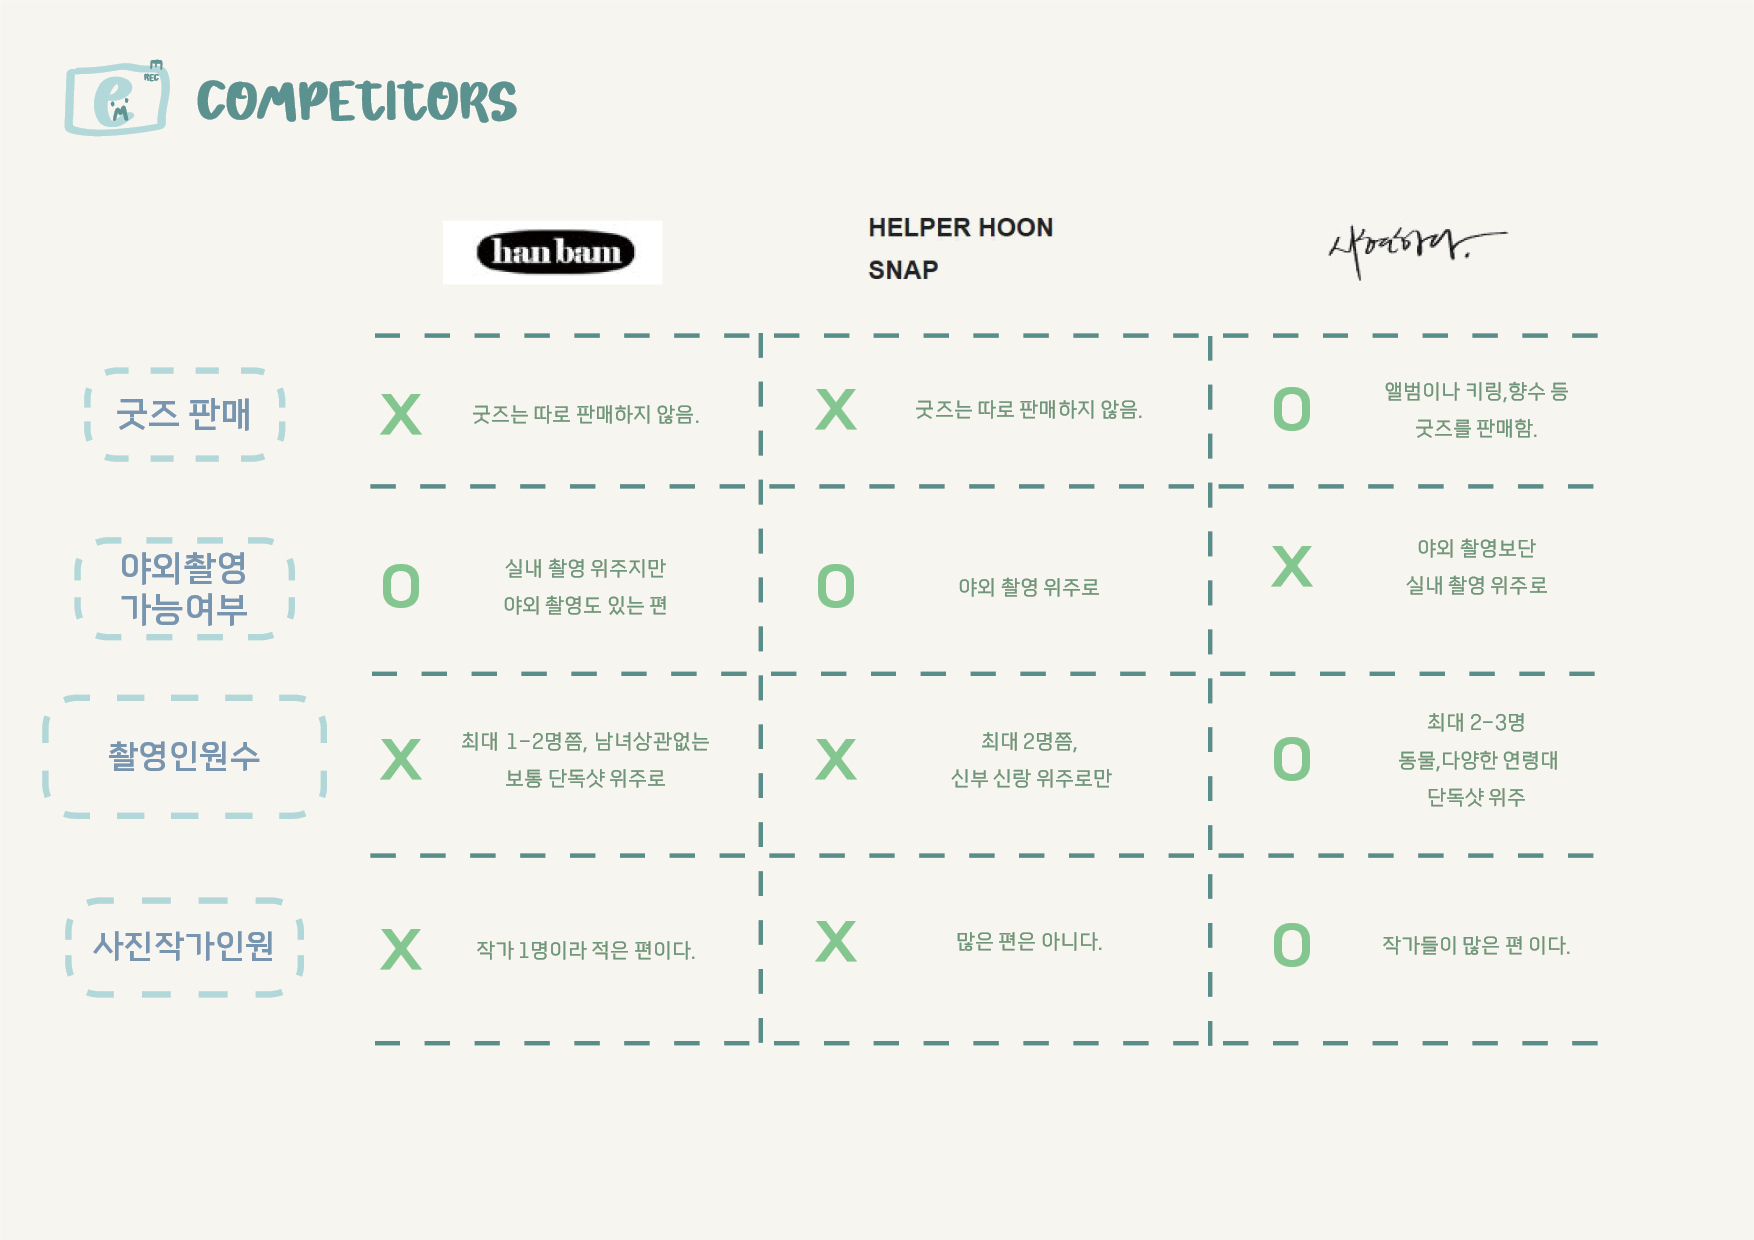 e
REC
COMPETITORS
han bam
HELPER HOON
SNAP
굿즈 판매
X
굿즈는 따로 판매하지 않음.
X
굿즈는 따로 판매하지 않음.
O
앨범이나 키링,향수 등
굿즈를 판매함.
야외촬영
가능여부
O
실내 촬영 위주지만
야외 촬영도 있는 편
O
야외 촬영 위주로
X
야외 촬영보단
실내 촬영 위주로
촬영인원수
X
최대 1-2명쯤, 남녀상관없는
보통 단독샷 위주로
X
최대 2명쯤,
신부 신랑 위주로만
O
최대 2-3명
동물,다양한 연령대
단독샷 위주
사진작가인원
X
작가 1명이라 적은 편이다.
X
많은 편은 아니다.
O
작가들이 많은 편 이다.